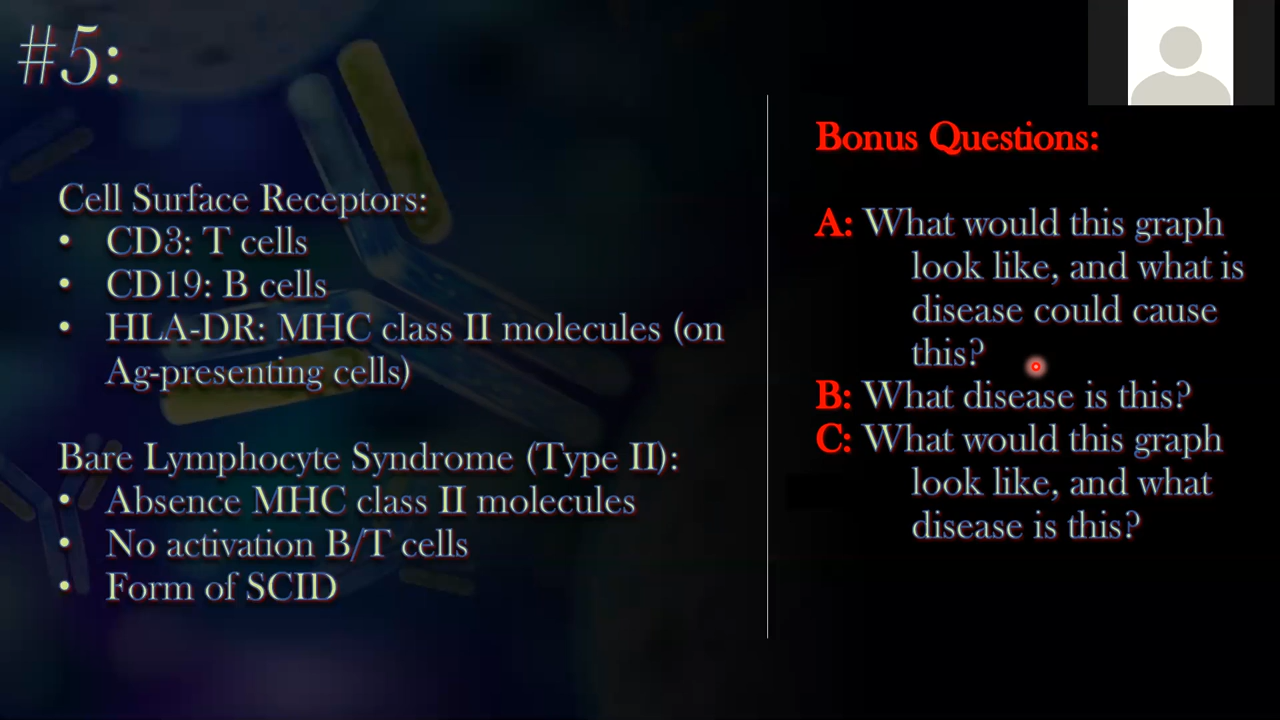 #5:
Cell Surface Receptors:
• CD3: T cells
• CD19: B cells
• HLA-DR: MHC class II molecules (on
Ag-presenting cells)
Bare Lymphocyte Syndrome (Type II):
• Absence MHC class II molecules
• No activation B/T cells
• Form of SCID
Bonus Questions:
A: What would this graph
look like, and what is
disease could cause
this?
B: What disease is this?
C: What would this graph
look like, and what
disease is this?